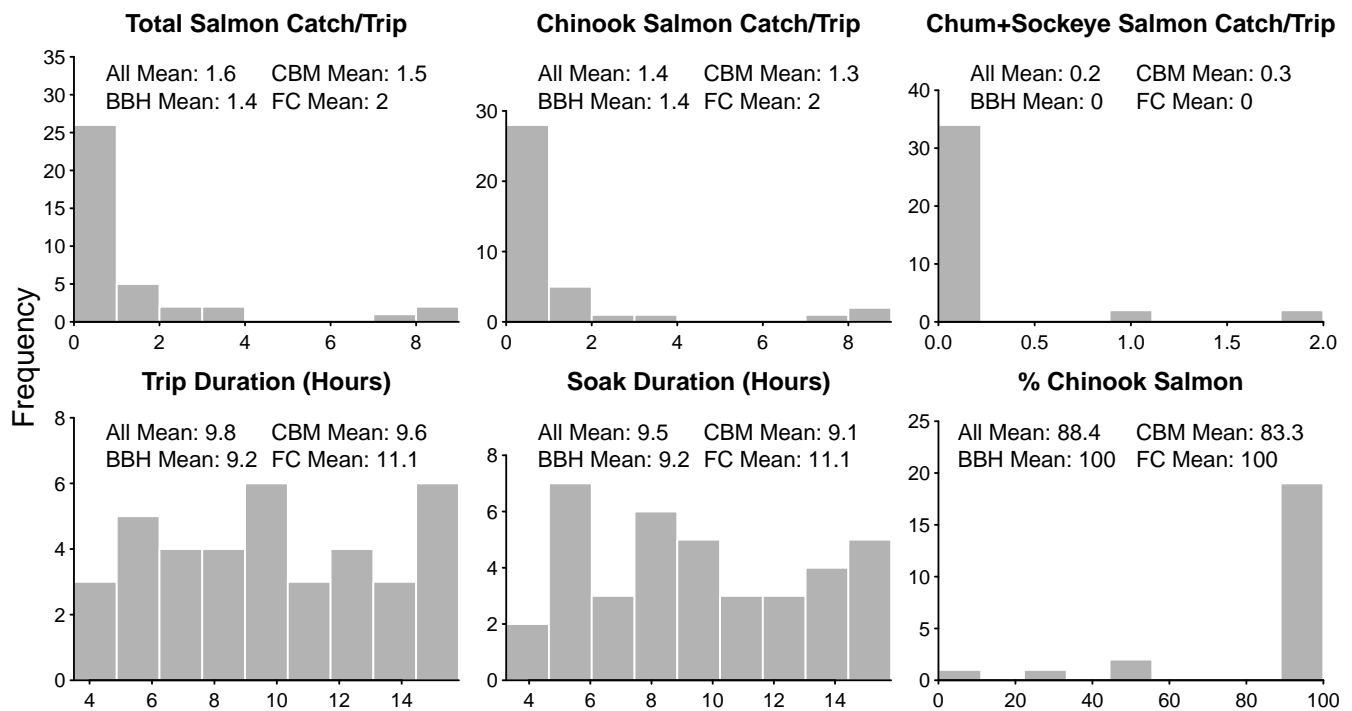 Total Salmon Catch/Trip
All Mean: 1.6 CBM Mean: 1.5
BBH Mean: 1.4 FC Mean: 2
35
30
25
20
15
10
5
0
0 2 4 6 8
Chinook Salmon Catch/Trip
All Mean: 1.4 CBM Mean: 1.3
BBH Mean: 1.4 FC Mean: 2
30
20
10
0
0 2 4 6 8
Chum+Sockeye Salmon Catch/Trip
All Mean: 0.2 CBM Mean: 0.3
BBH Mean: 0 FC Mean: 0
40
30
20
10
0
0.0 0.5 1.0 1.5 2.0
Frequency
Trip Duration (Hours)
All Mean: 9.8 CBM Mean: 9.6
BBH Mean: 9.2 FC Mean: 11.1
8
6
4
2
0
4 6 8 10 12 14
Soak Duration (Hours)
All Mean: 9.5 CBM Mean: 9.1
BBH Mean: 9.2 FC Mean: 11.1
8
6
4
2
0
4 6 8 10 12 14
% Chinook Salmon
All Mean: 88.4 CBM Mean: 83.3
BBH Mean: 100 FC Mean: 100
25
20
15
10
5
0
0 20 40 60 80 100